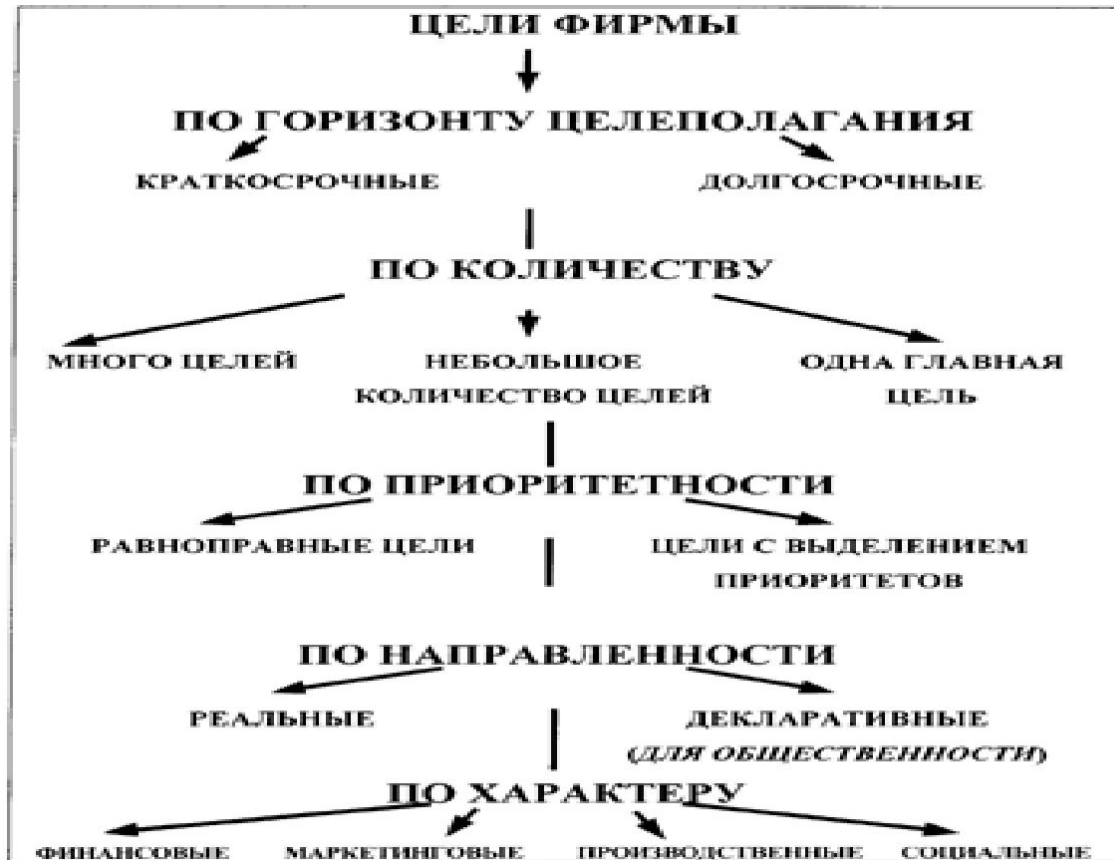 ЦЕЛИ ФИРМЫ
ПО ГОРИЗОНТУ ЦЕЛЕПОЛАГАНИЯ
КРАТКОСРОЧНЫЕ ДОЛГОСРОЧНЫЕ
ПО КОЛИЧЕСТВУ
МНОГО ЦЕЛЕЙ НЕБОЛЬШОЕ ОДНА ГЛАВНАЯ
КОЛИЧЕСТВО ЦЕЛЕЙ ЦЕЛЬ
ПО ПРИОРИТЕТНОСТИ
РАВНОПРАВНЫЕ ЦЕЛИ ЦЕЛИ С ВЫДЕЛЕНИЕМ
ПРИОРИТЕТОВ
ПО НАПРАВЛЕННОСТИ
РЕАЛЬНЫЕ ДЕКЛАРАТИВНЫЕ
(ДЛЯ ОБЩЕСТВЕННОСТИ)
ПО ХАРАКТЕРУ
ФИНАНСОВЫЕ МАРКЕТИНГОВЫЕ ПРОИЗВОДСТВЕННЫЕ СОЦИАЛЬНЫЕ